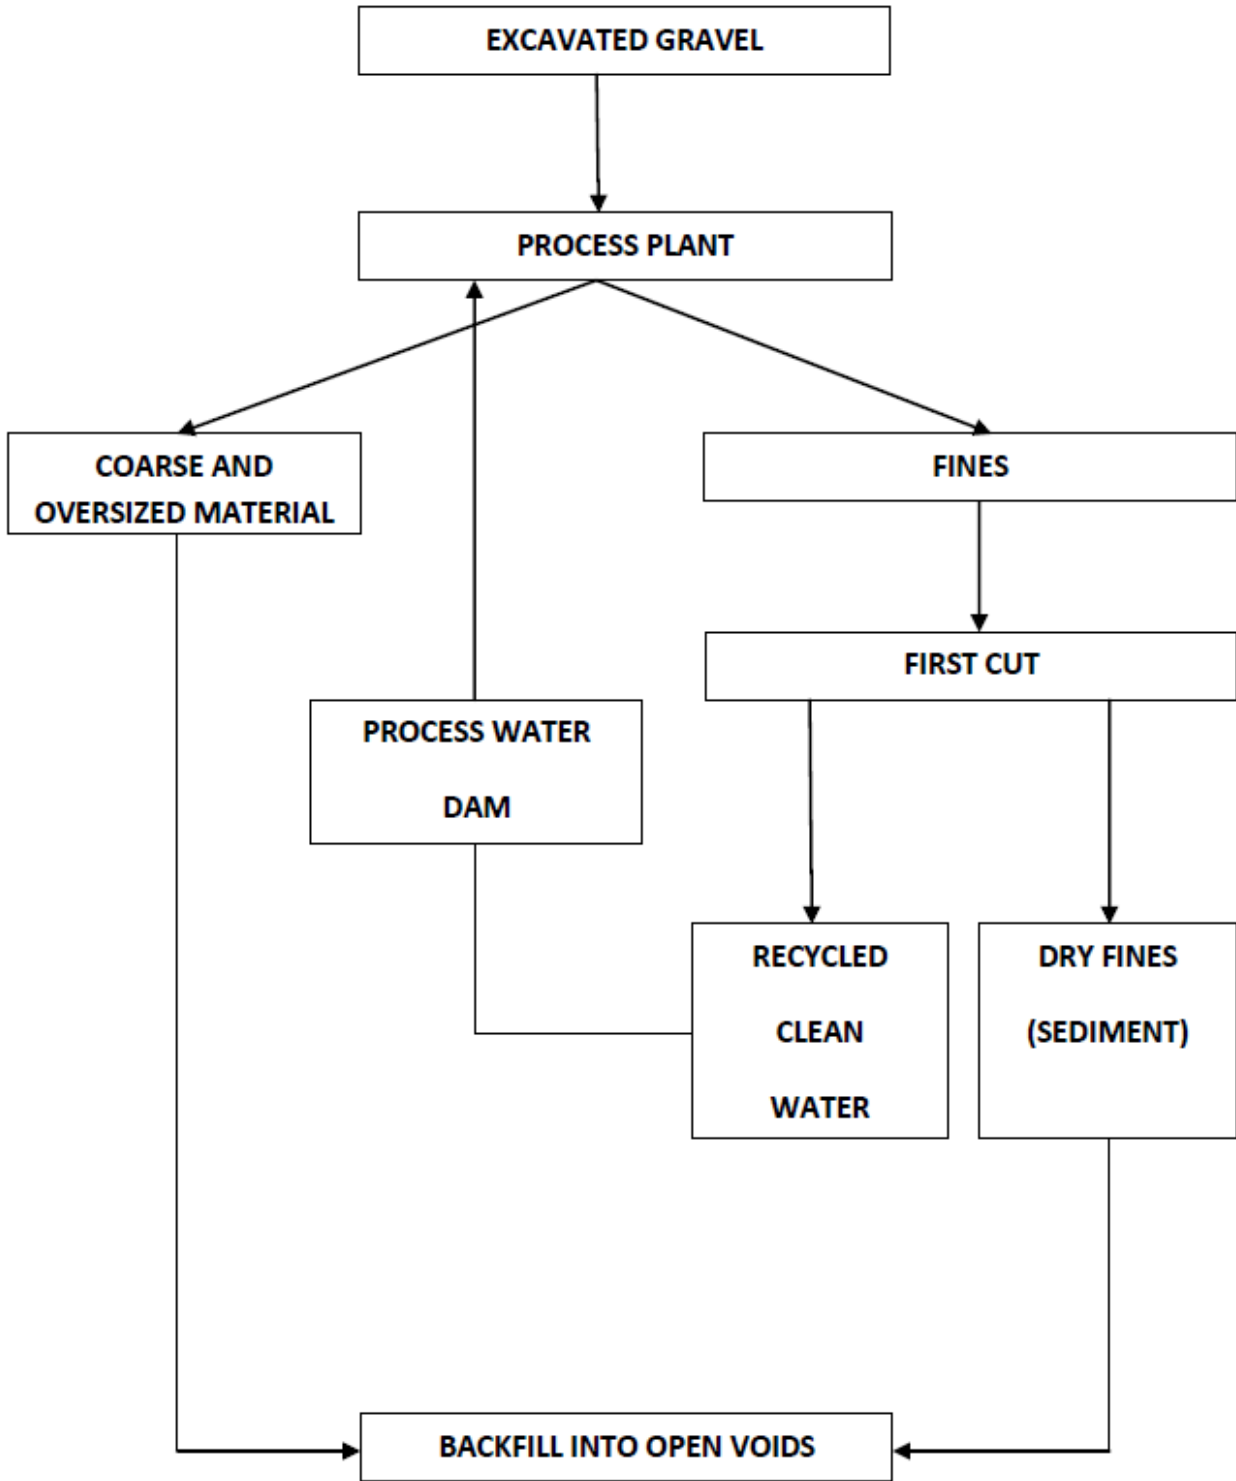 EXCAVATED GRAVEL
PROCESS PLANT
COARSE AND
OVERSIZED MATERIAL
FINES
FIRST CUT
PROCESS WATER
DAM
RECYCLED
CLEAN
WATER
DRY FINES
(SEDIMENT)
BACKFILL INTO OPEN VOIDS